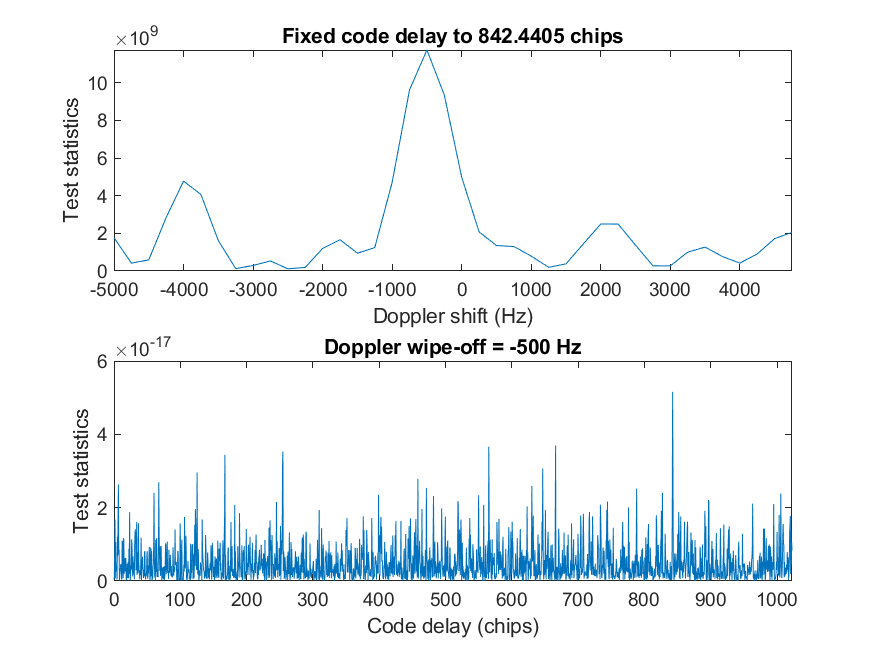 ×10^9
Fixed code delay to 842.4405 chips
10
8
6
4
2
0
Test statistics
-5000 -4000 -3000 -2000 -1000 0 1000 2000 3000 4000
Doppler shift (Hz)
×10^-17
Doppler wipe-off = -500 Hz
6
4
2
0
Test statistics
0 100 200 300 400 500 600 700 800 900 1000
Code delay (chips)